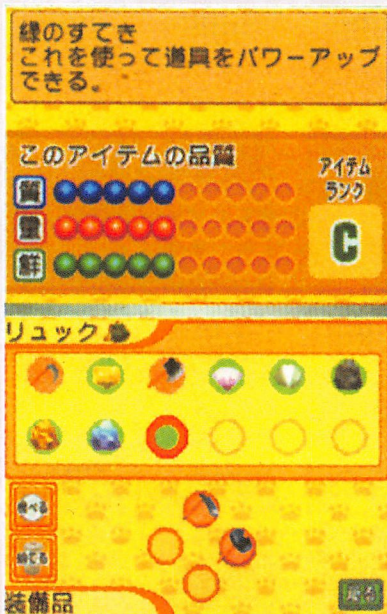 緑のすてき
これを使って道具をパワーアップ
できる。
このアイテムの品質
アイテム
ランク
質
量
鮮
C
リュック
食べる
捨てる
装備品
戻る